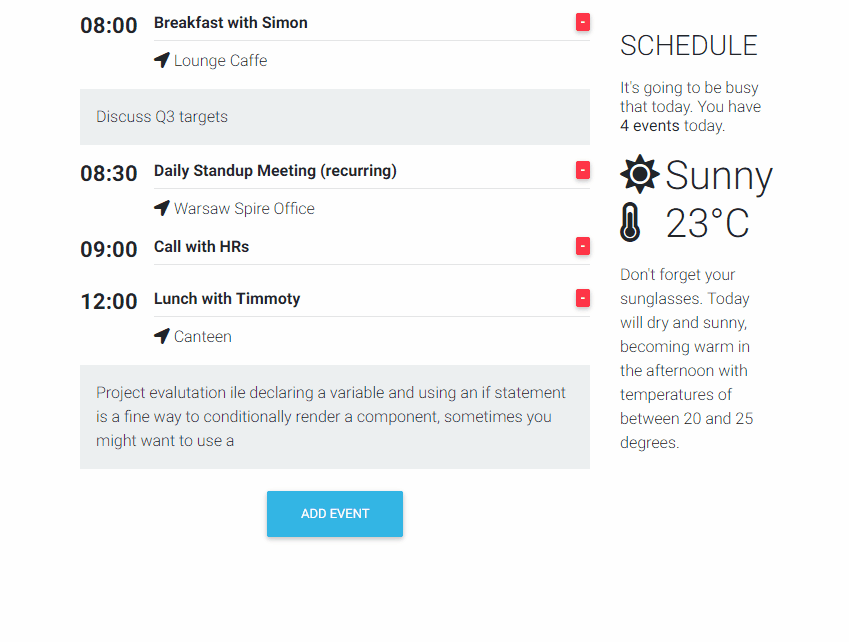 08:00 Breakfast with Simon -
Lounge Caffe
Discuss Q3 targets
08:30 Daily Standup Meeting (recurring) -
Warsaw Spire Office
09:00 Call with HRs -
12:00 Lunch with Timmoty -
Canteen
Project evalutation ile declaring a variable and using an if statement
is a fine way to conditionally render a component, sometimes you
might want to use a
ADD EVENT
SCHEDULE
It's going to be busy
that today. You have
4 events today.
Sunny
23°C
Don't forget your
sunglasses. Today
will dry and sunny,
becoming warm in
the afternoon with
temperatures of
between 20 and 25
degrees.